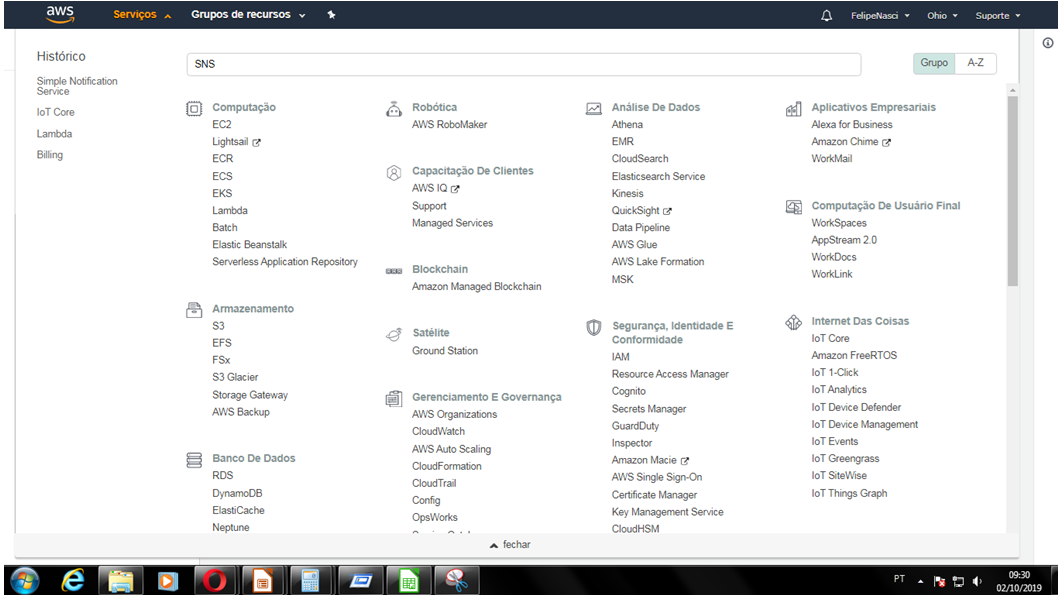 aws
Serviços
Grupos de recursos
FelipeNasci
Ohio
Suporte
Histórico
Simple Notification
Service
IoT Core
Lambda
Billing
SNS
Grupo
A-Z
Computação
EC2
Lightsail
ECR
ECS
EKS
Lambda
Batch
Elastic Beanstalk
Serverless Application Repository
Armazenamento
S3
EFS
FSx
S3 Glacier
Storage Gateway
AWS Backup
Banco De Dados
RDS
DynamoDB
ElastiCache
Neptune
Robótica
AWS RoboMaker
Capacitação De Clientes
AWS IQ
Support
Managed Services
Blockchain
Amazon Managed Blockchain
Satélite
Ground Station
Gerenciamento E Governança
AWS Organizations
CloudWatch
AWS Auto Scaling
CloudFormation
CloudTrail
Config
OpsWorks
Análise De Dados
Athena
EMR
CloudSearch
Elasticsearch Service
Kinesis
QuickSight
Data Pipeline
AWS Glue
AWS Lake Formation
MSK
Segurança, Identidade E
Conformidade
IAM
Resource Access Manager
Cognito
Secrets Manager
GuardDuty
Inspector
Amazon Macie
AWS Single Sign-On
Certificate Manager
Key Management Service
CloudHSM
Aplicativos Empresariais
Alexa for Business
Amazon Chime
WorkMail
Computação De Usuário Final
WorkSpaces
AppStream 2.0
WorkDocs
WorkLink
Internet Das Coisas
IoT Core
Amazon FreeRTOS
IoT 1-Click
IoT Analytics
IoT Device Defender
IoT Device Management
IoT Events
IoT Greengrass
IoT SiteWise
IoT Things Graph
fechar
PT
09:30
02/10/2019